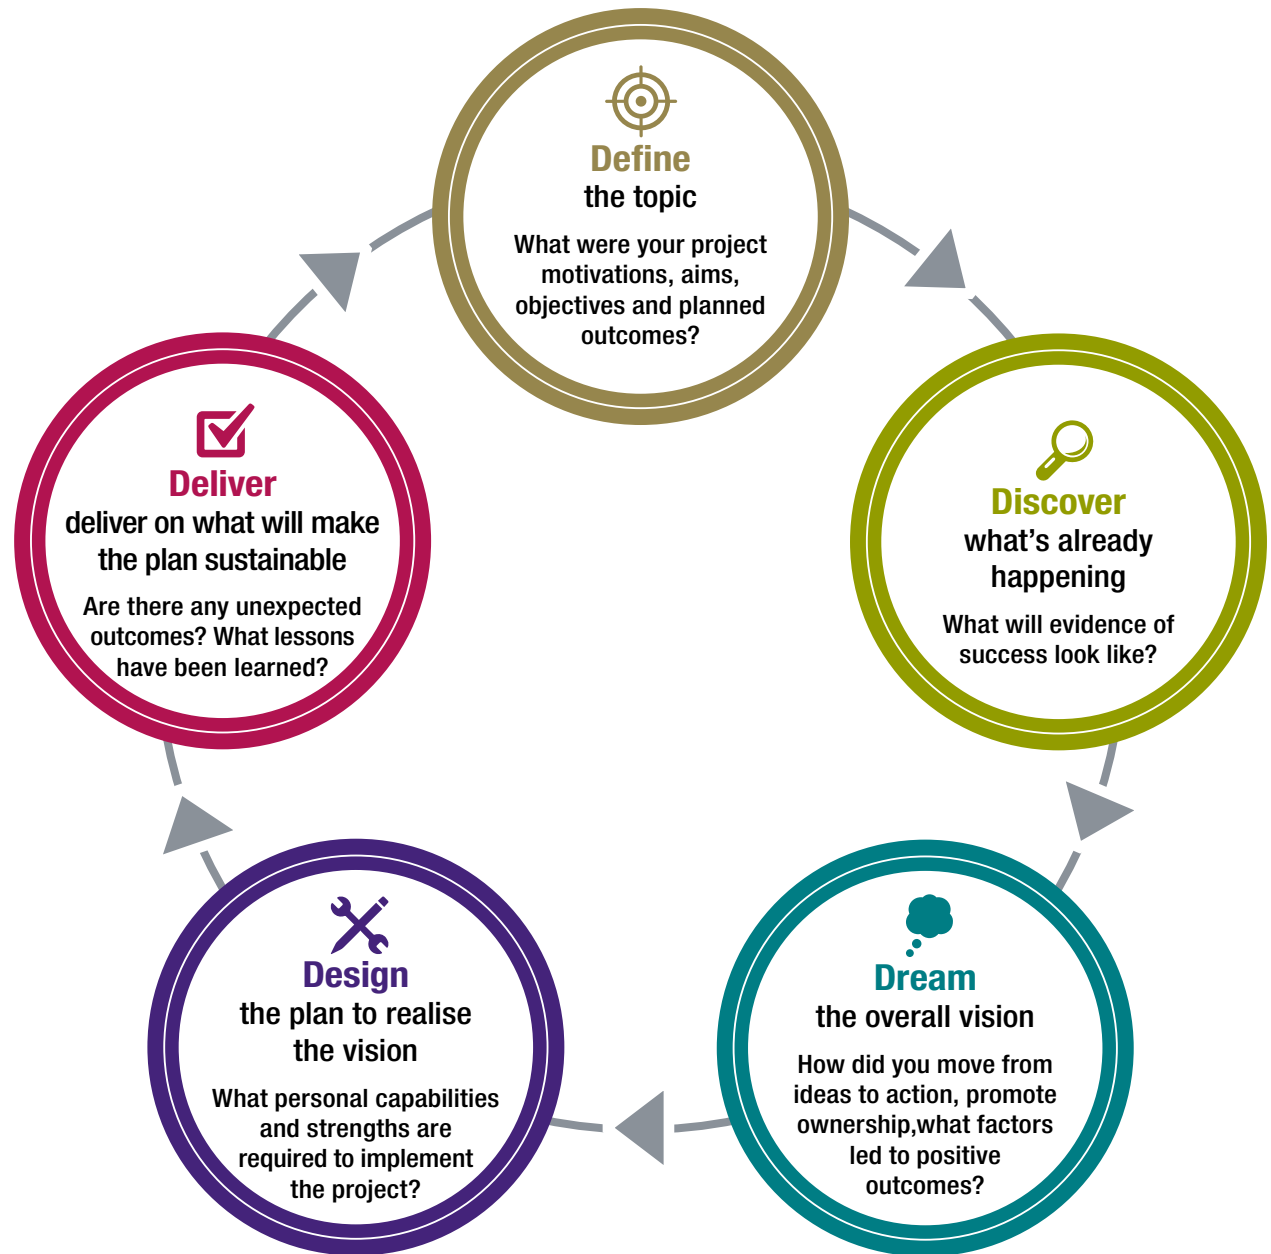 Define
the topic
What were your project
motivations, aims,
objectives and planned
outcomes?
Discover
what's already
happening
What will evidence of
success look like?
Dream
the overall vision
How did you move from
ideas to action, promote
ownership,what factors
led to positive
outcomes?
Design
the plan to realise
the vision
What personal capabilities
and strengths are
required to implement
the project?
Deliver
deliver on what will make
the plan sustainable
Are there any unexpected
outcomes? What lessons
have been learned?